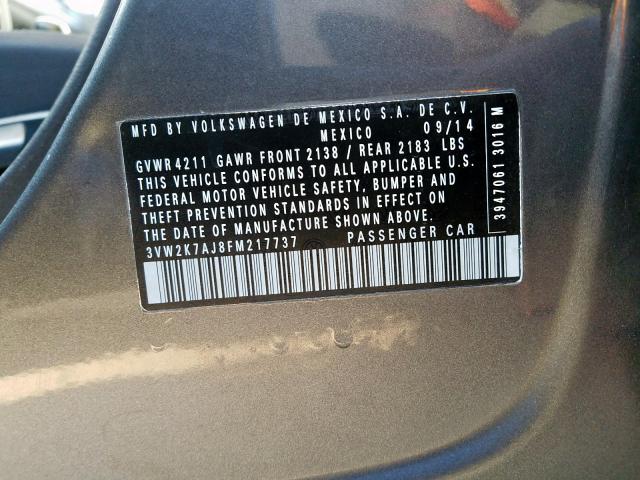 MFD BY VOLKSWAGEN DE MEXICO S.A. DE C.V.
MEXICO 09/14
GVWR 4211 GAWR FRONT 2138 / REAR 2183 LBS
THIS VEHICLE CONFORMS TO ALL APPLICABLE U.S.
FEDERAL MOTOR VEHICLE SAFETY, BUMPER AND
THEFT PREVENTION STANDARDS IN EFFECT ON
THE DATE OF MANUFACTURE SHOWN ABOVE.
3VW2K7AJ8FM217737 PASSENGER CAR
3947061 3016 M